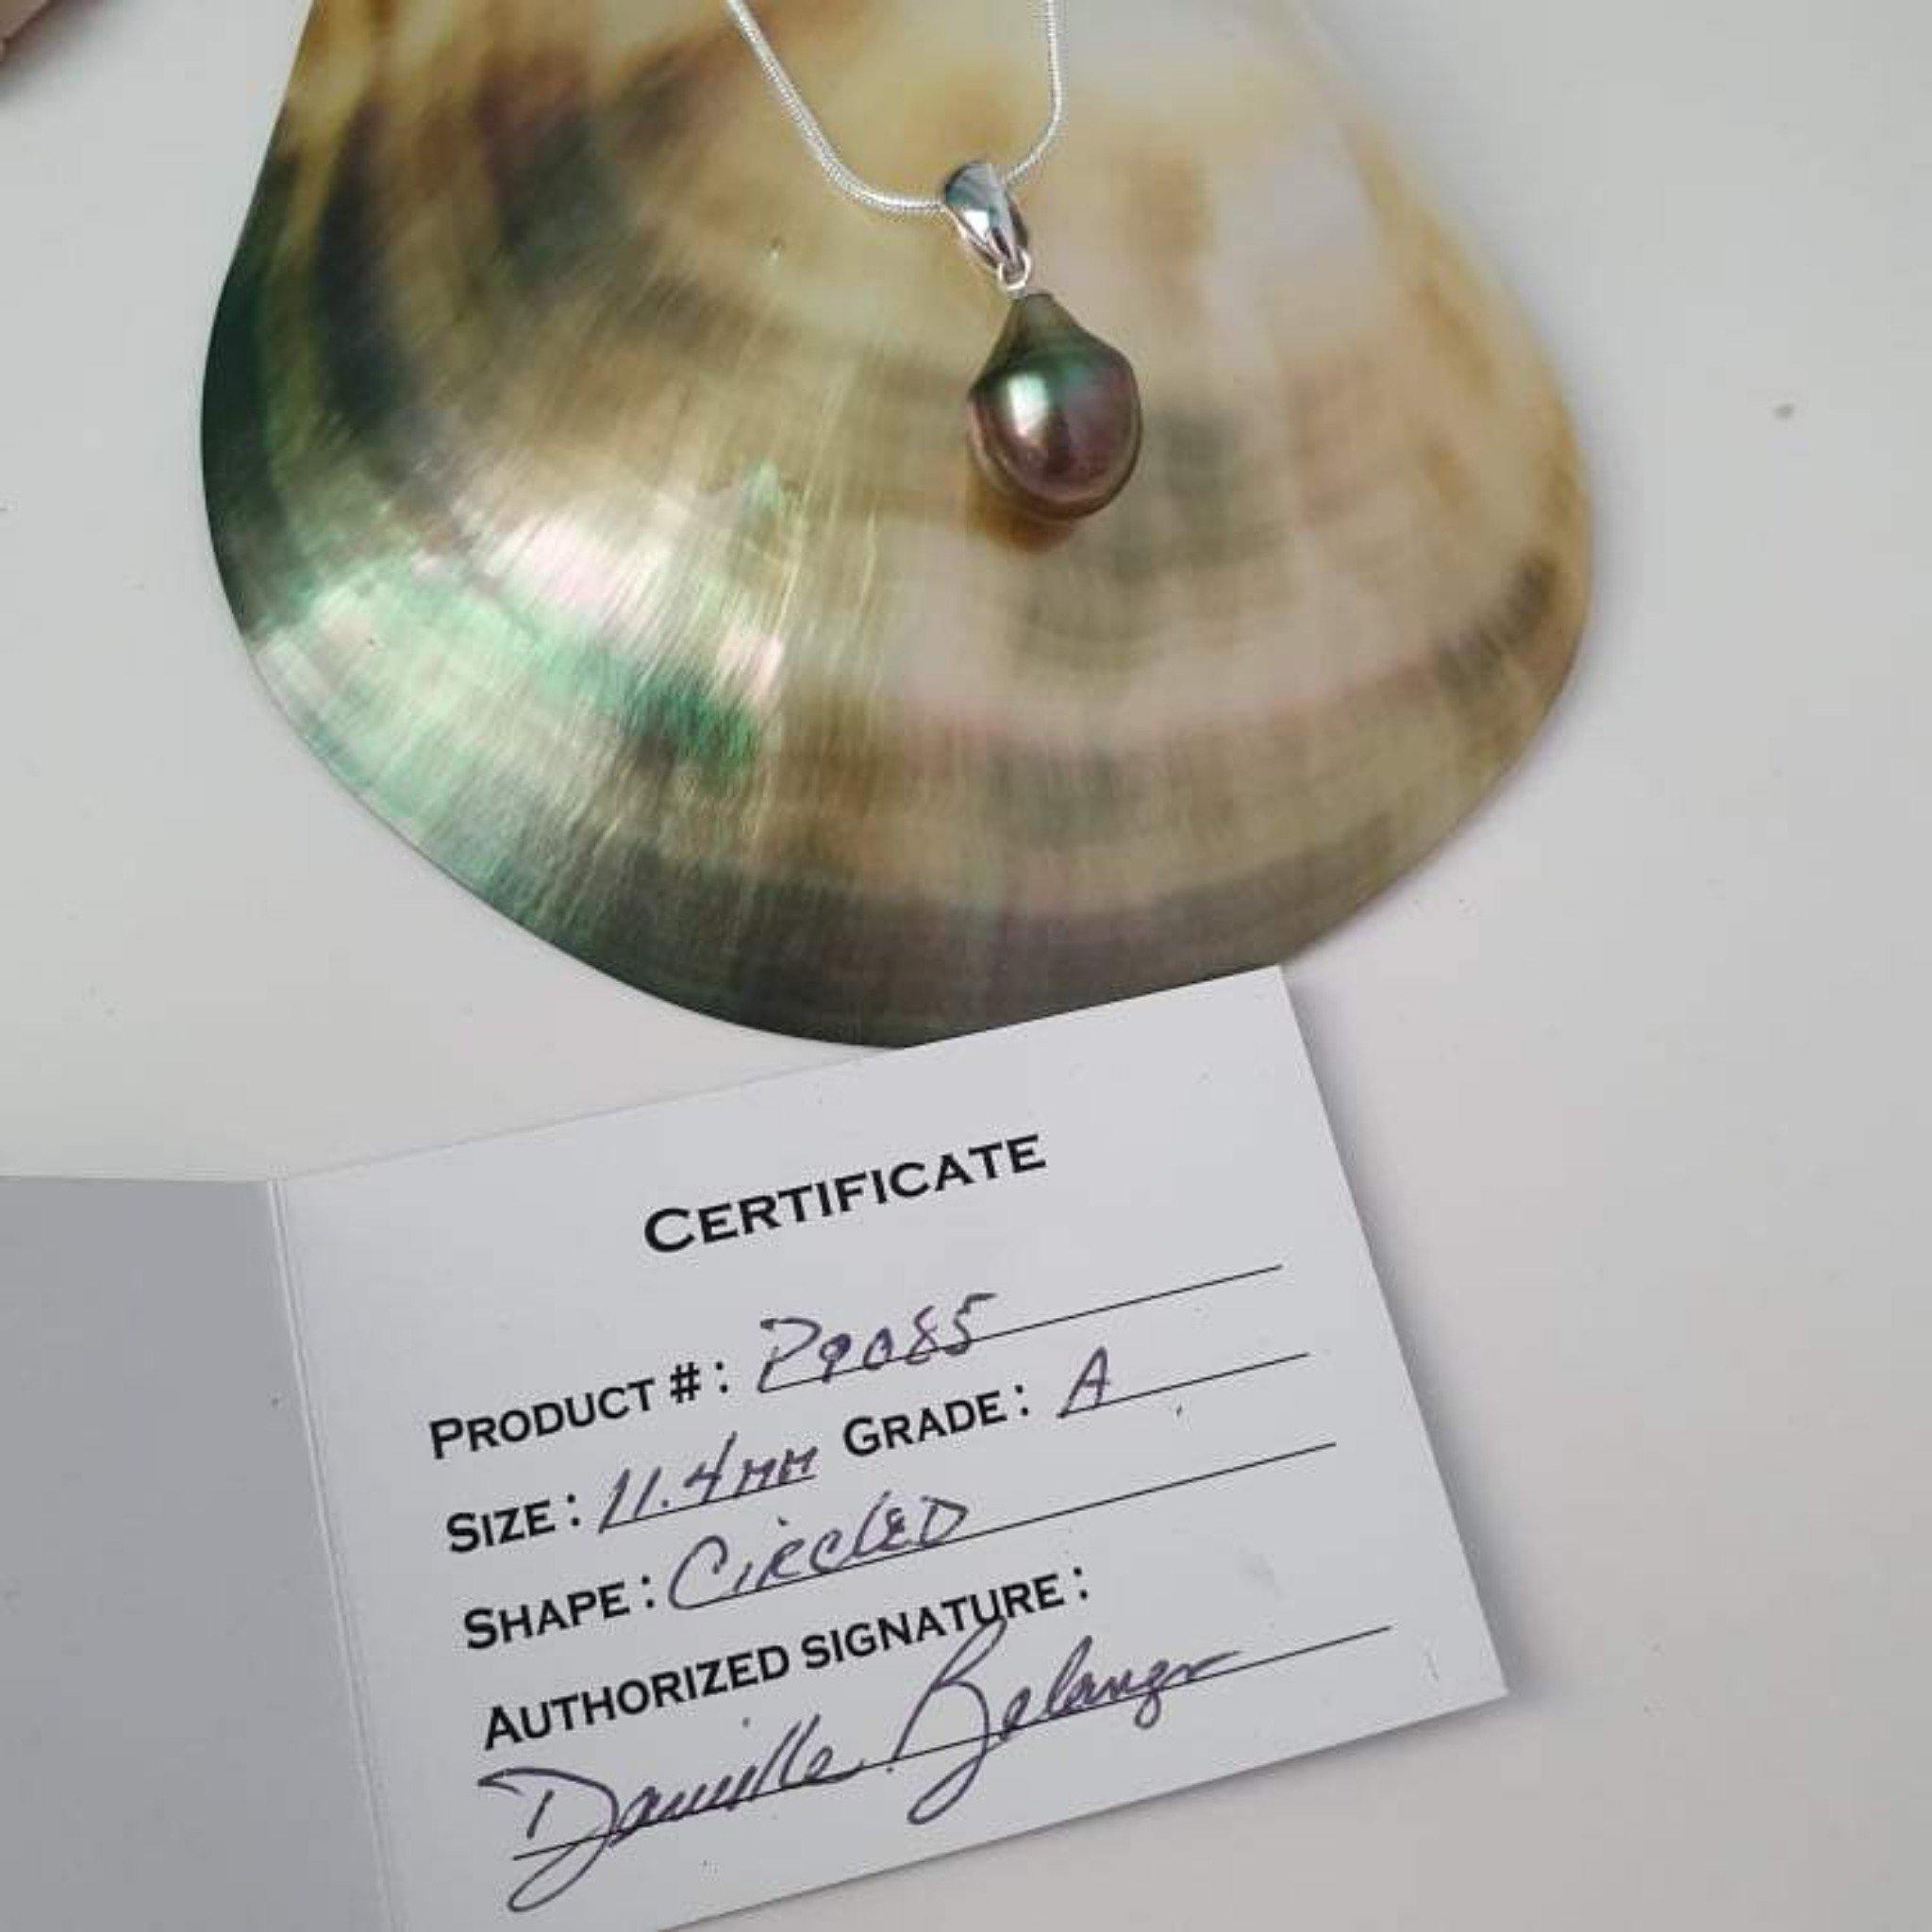 CERTIFICATE
PRODUCT #: P9085
SIZE: 11.4mm GRADE: A
SHAPE: CIRCLED
AUTHORIZED SIGNATURE:
Danielle Belanger